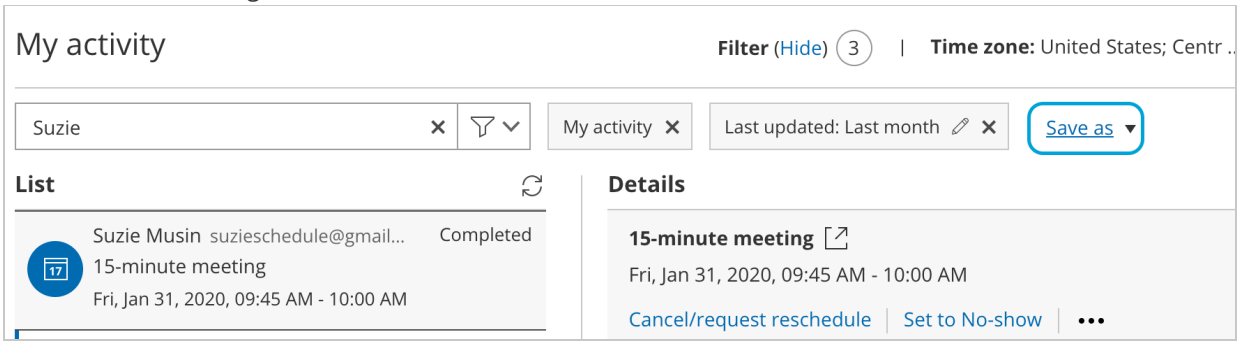 My activity
Filter (Hide) 3 | Time zone: United States; Centr ..
Suzie
My activity
Last updated: Last month
Save as
List
Details
Suzie Musin suzieschedule@gmail... Completed
15-minute meeting
Fri, Jan 31, 2020, 09:45 AM - 10:00 AM
17
15-minute meeting
Fri, Jan 31, 2020, 09:45 AM - 10:00 AM
Cancel/request reschedule | Set to No-show | •••